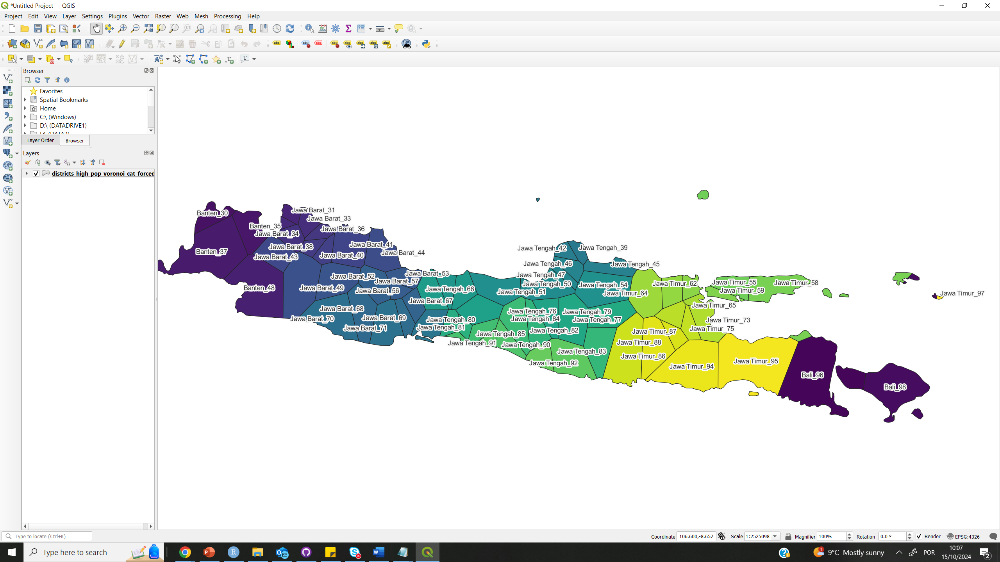 *Untitled Project — QGIS
Project Edit View Layer Settings Plugins Vector Raster Web Mesh Processing Help
Browser
Favorites
Spatial Bookmarks
Home
C:\ (Windows)
D:\ (DATADRIVE1)
Layer Order Browser
Layers
districts_high_pop_voronoi_cat_forced
Jawa Barat_31
Banten_30
Jawa Barat_33
Banten_35
Jawa Barat_36
Jawa Barat_34
Jawa Barat_38
Jawa Barat_41
Jawa Tengah_42
Jawa Tengah_39
Banten_37
Jawa Barat_43
Jawa Barat_40
Jawa Barat_44
Jawa Tengah_46
Jawa Tengah_45
Jawa Barat_53
Jawa Tengah_47
Jawa Barat_52
Jawa Barat_57
Jawa Tengah_50
Jawa Tengah_54
Jawa Timur_62
Jawa Timur_55
Jawa Timur_58
Banten_48
Jawa Barat_49
Jawa Barat_56
Jawa Tengah_66
Jawa Tengah_51
Jawa Timur_64
Jawa Timur_59
Jawa Timur_97
Jawa Barat_67
Jawa Timur_65
Jawa Barat_68
Jawa Tengah_76
Jawa Tengah_79
Jawa Barat_70
Jawa Barat_69
Jawa Tengah_80
Jawa Tengah_84
Jawa Tengah_77
Jawa Timur_73
Jawa Barat_71
Jawa Tengah_81
Jawa Tengah_82
Jawa Timur_87
Jawa Timur_75
Jawa Tengah_85
Jawa Tengah_91
Jawa Tengah_90
Jawa Timur_88
Jawa Tengah_83
Jawa Timur_86
Jawa Tengah_92
Jawa Timur_94
Jawa Timur_95
Bali_96
Bali_98
Type to locate (Ctrl+K)
Coordinate 106.600,-8.657 Scale 1:2525098 Magnifier 100% Rotation 0.0 ° Render EPSG:4326
Type here to search
9°C Mostly sunny
POR
10:07
15/10/2024
2